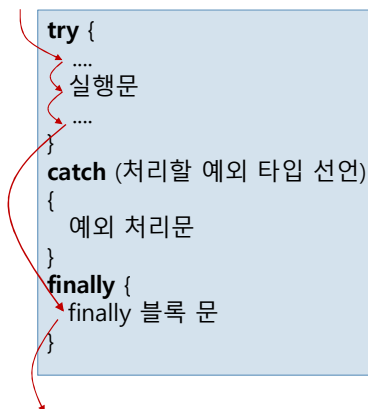 try {
....
실행문
....
}
catch (처리할 예외 타입 선언)
{
예외 처리문
}
finally {
finally 블록 문
}